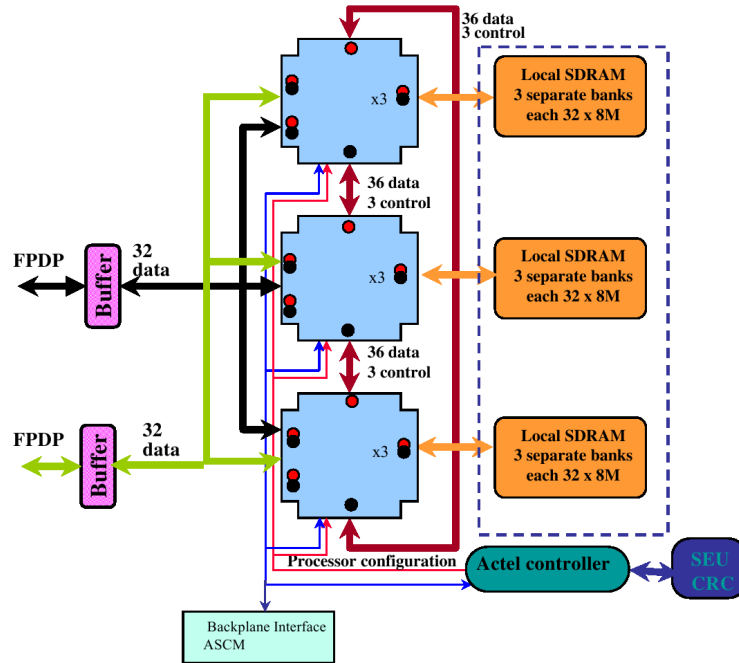 36 data
3 control
x3
Local SDRAM
3 separate banks
each 32 x 8M
36 data
3 control
FPDP
Buffer
32
data
x3
Local SDRAM
3 separate banks
each 32 x 8M
36 data
3 control
FPDP
Buffer
32
data
x3
Local SDRAM
3 separate banks
each 32 x 8M
Processor configuration
Actel controller
SEU
CRC
Backplane Interface
ASCM